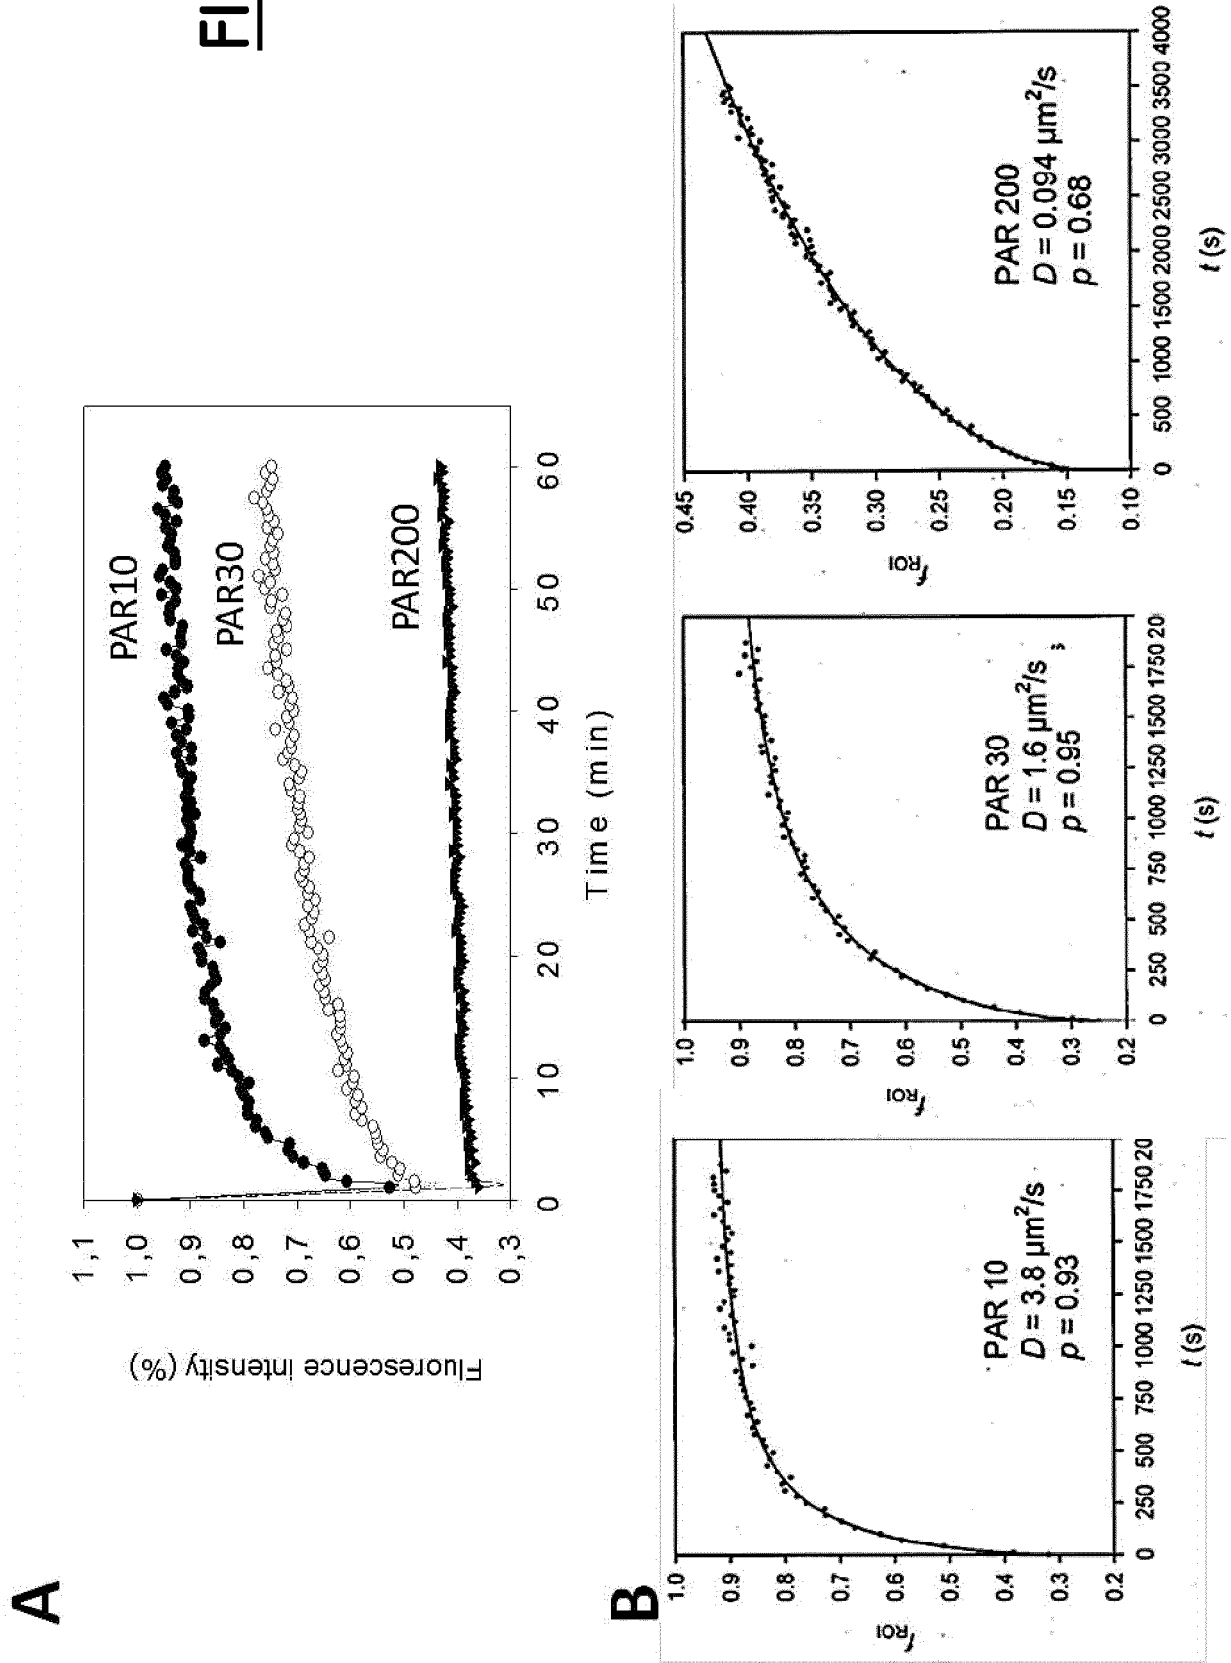 FI
A
Fluorescence intensity (%)
1,1
1,0
0,9
0,8
0,7
0,6
0,5
0,4
0,3
PAR10
PAR30
PAR200
0 10 20 30 40 50 60
Time (min)
B
fROI
1.0
0.9
0.8
0.7
0.6
0.5
0.4
0.3
0.2
PAR 10
D = 3.8 µm²/s
p = 0.93
0 250 500 750 1000 1250 1500 1750 20
t (s)
fROI
1.0
0.9
0.8
0.7
0.6
0.5
0.4
0.3
0.2
PAR 30
D = 1.6 µm²/s
p = 0.95
0 250 500 750 1000 1250 1500 1750 20
t (s)
fROI
0.45
0.40
0.35
0.30
0.25
0.20
0.15
0.10
PAR 200
D = 0.094 µm²/s
p = 0.68
0 500 1000 1500 2000 2500 3000 3500 4000
t (s)